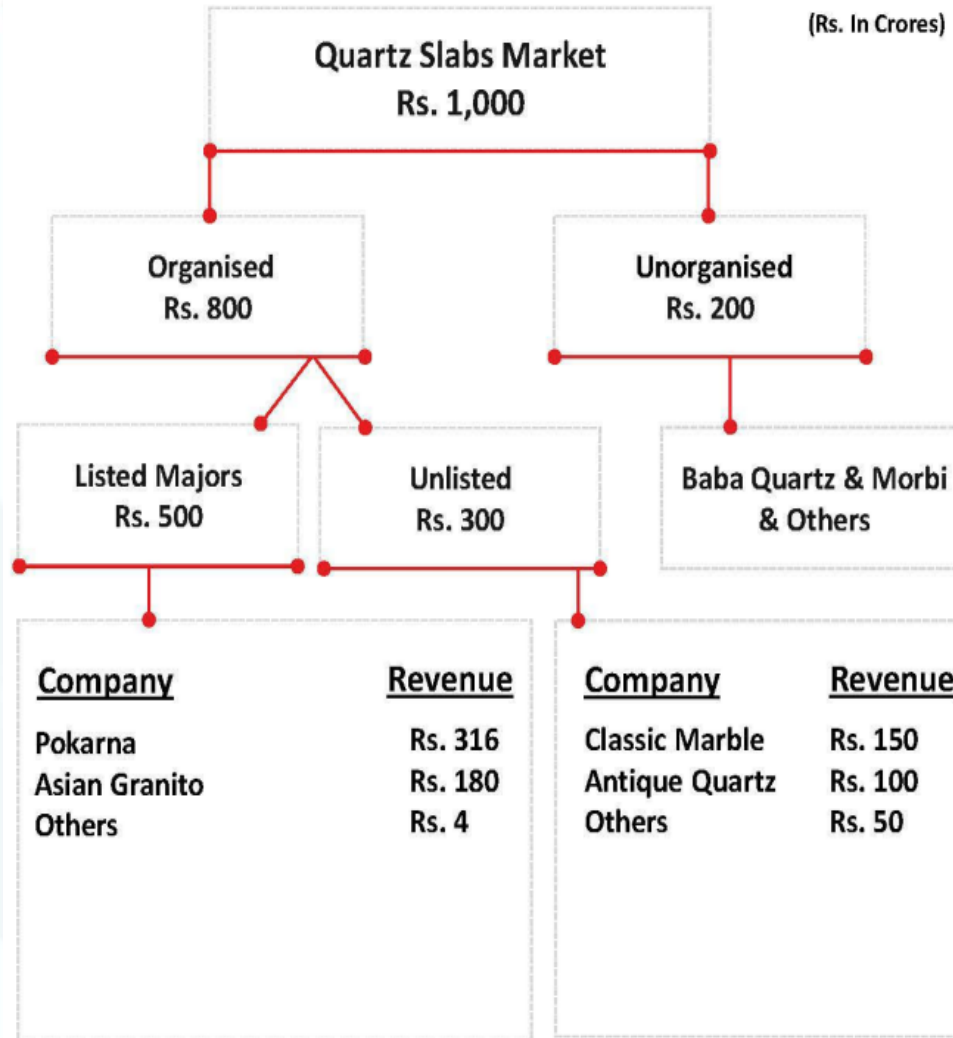 (Rs. In Crores)
Quartz Slabs Market
Rs. 1,000
Organised
Rs. 800
Unorganised
Rs. 200
Listed Majors
Rs. 500
Unlisted
Rs. 300
Baba Quartz & Morbi
& Others
Company Revenue
Pokarna Rs. 316
Asian Granito Rs. 180
Others Rs. 4
Company Revenue
Classic Marble Rs. 150
Antique Quartz Rs. 100
Others Rs. 50